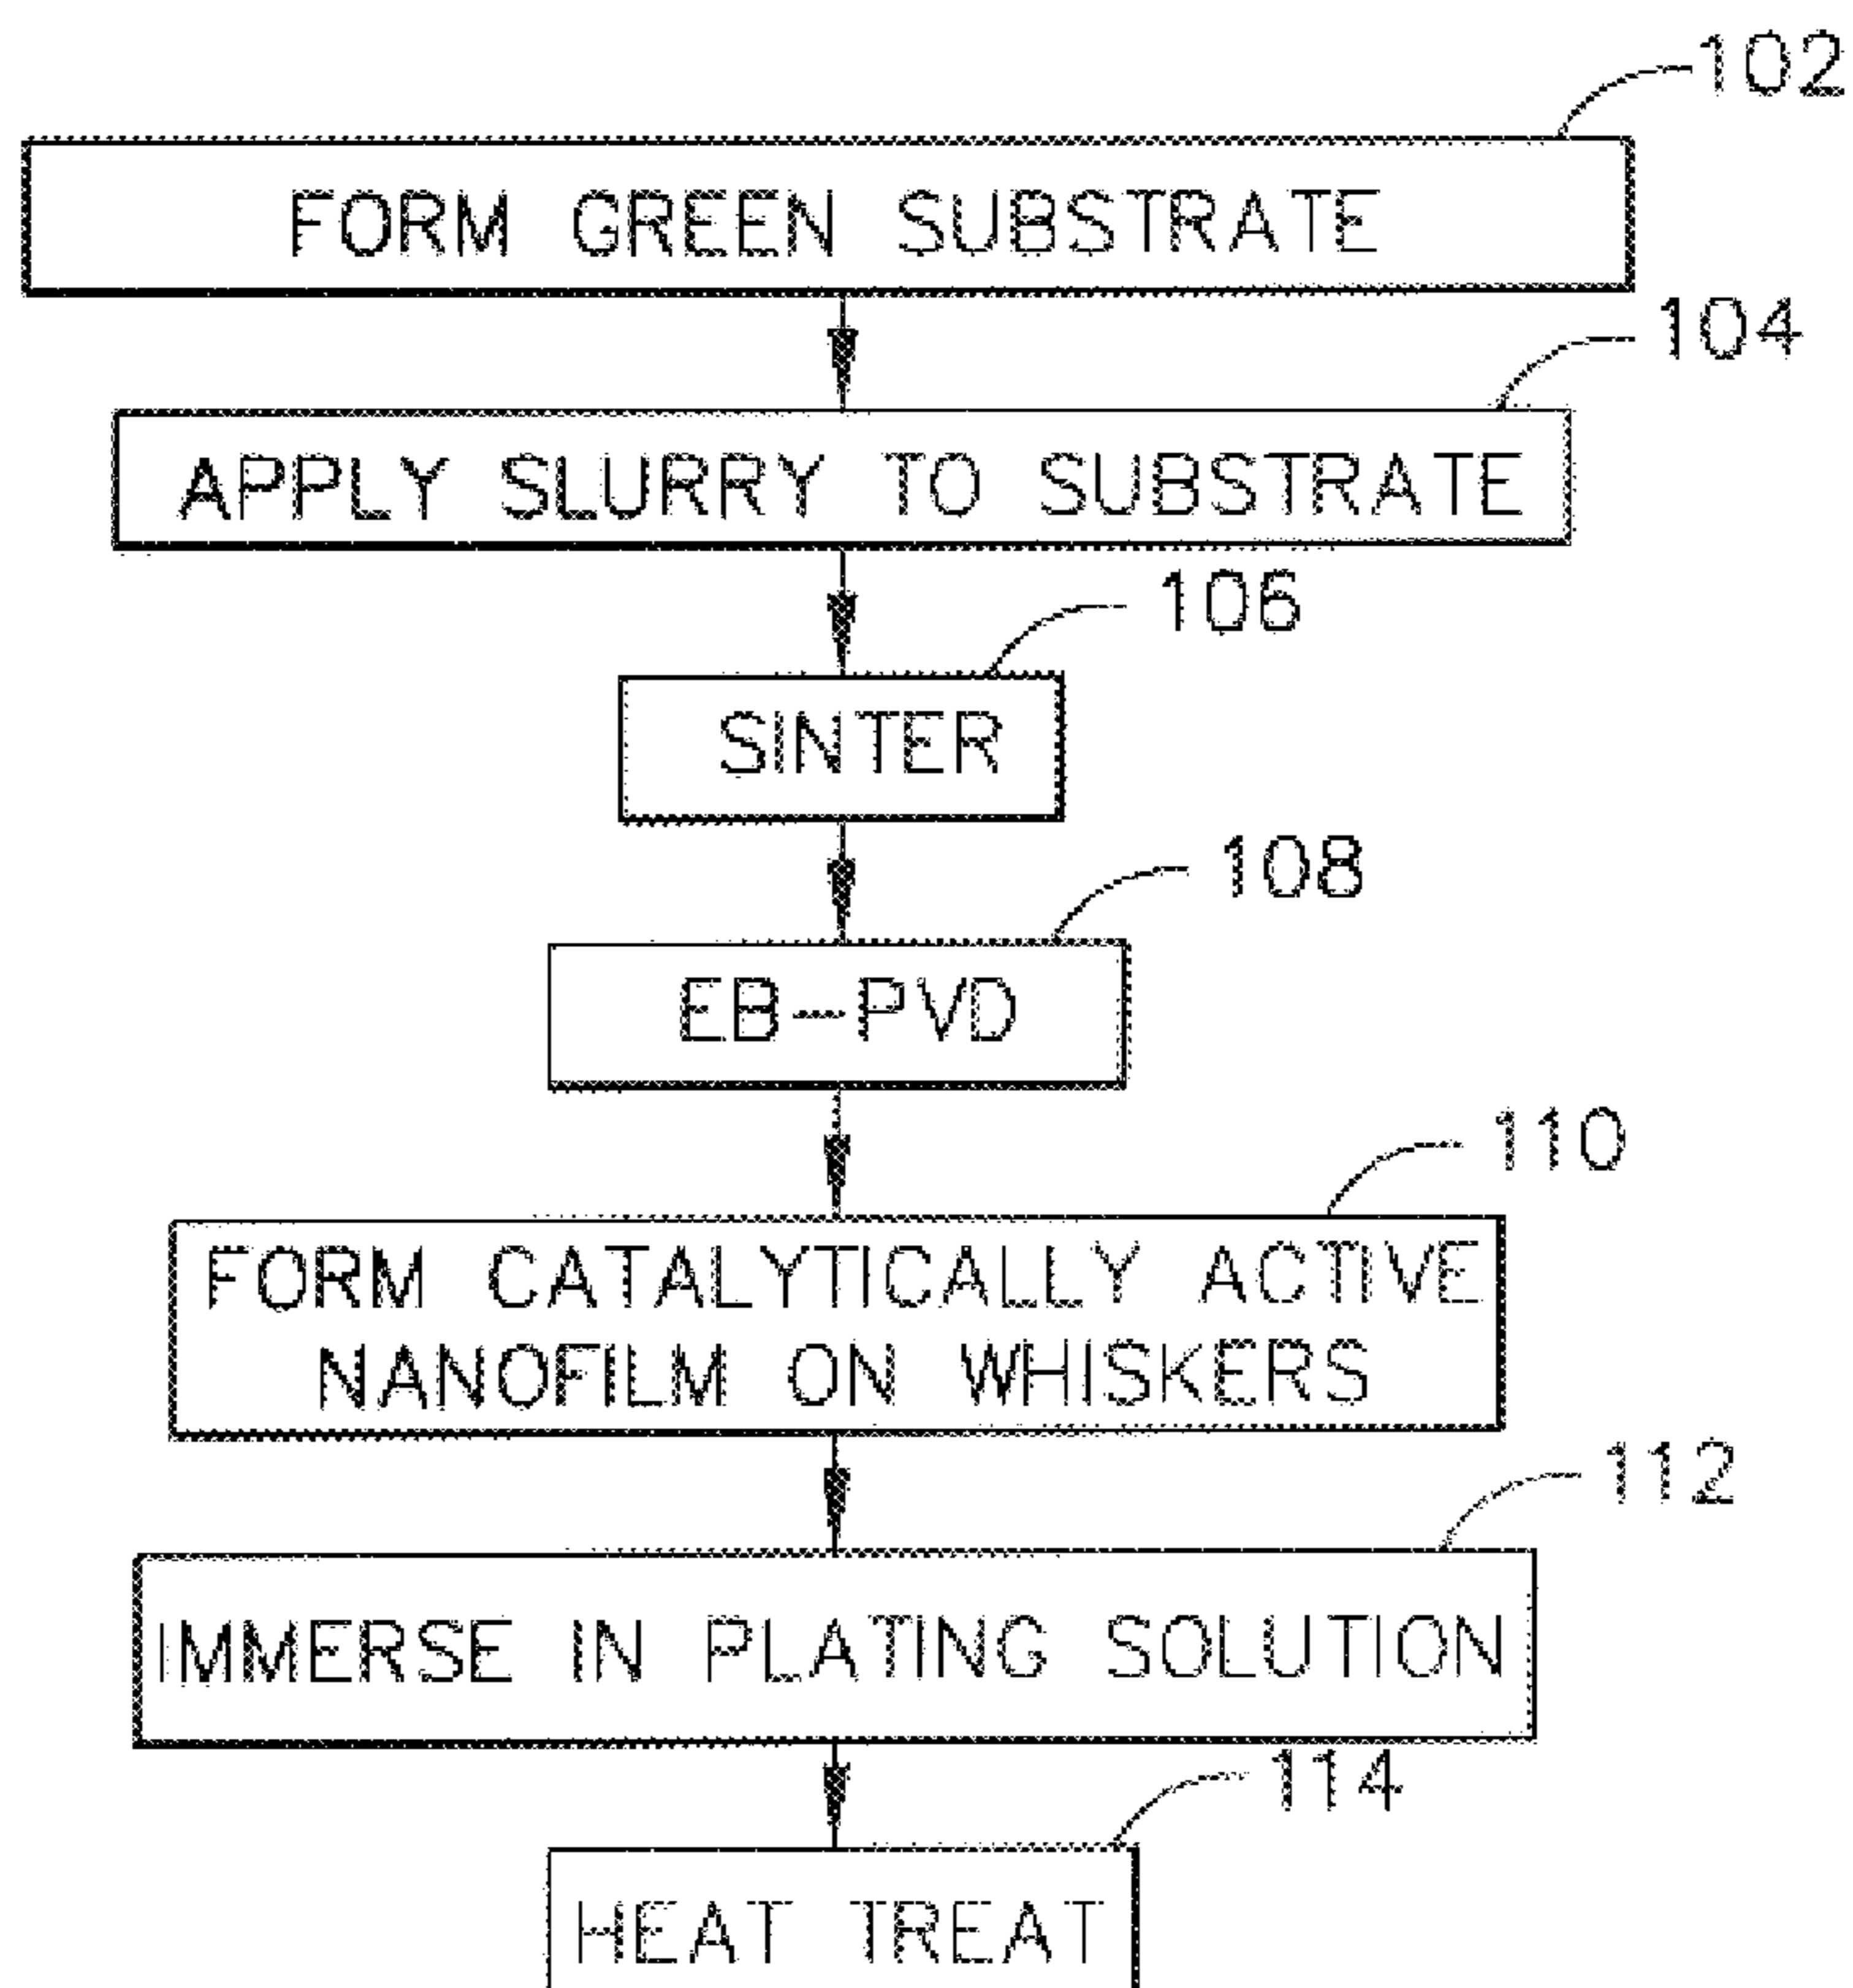 102
FORM GREEN SUBSTRATE
104
APPLY SLURRY TO SUBSTRATE
106
SINTER
108
EB-PVD
110
FORM CATALYTICALLY ACTIVE
NANOFILM ON WHISKERS
112
IMMERSE IN PLATING SOLUTION
114
HEAT TREAT